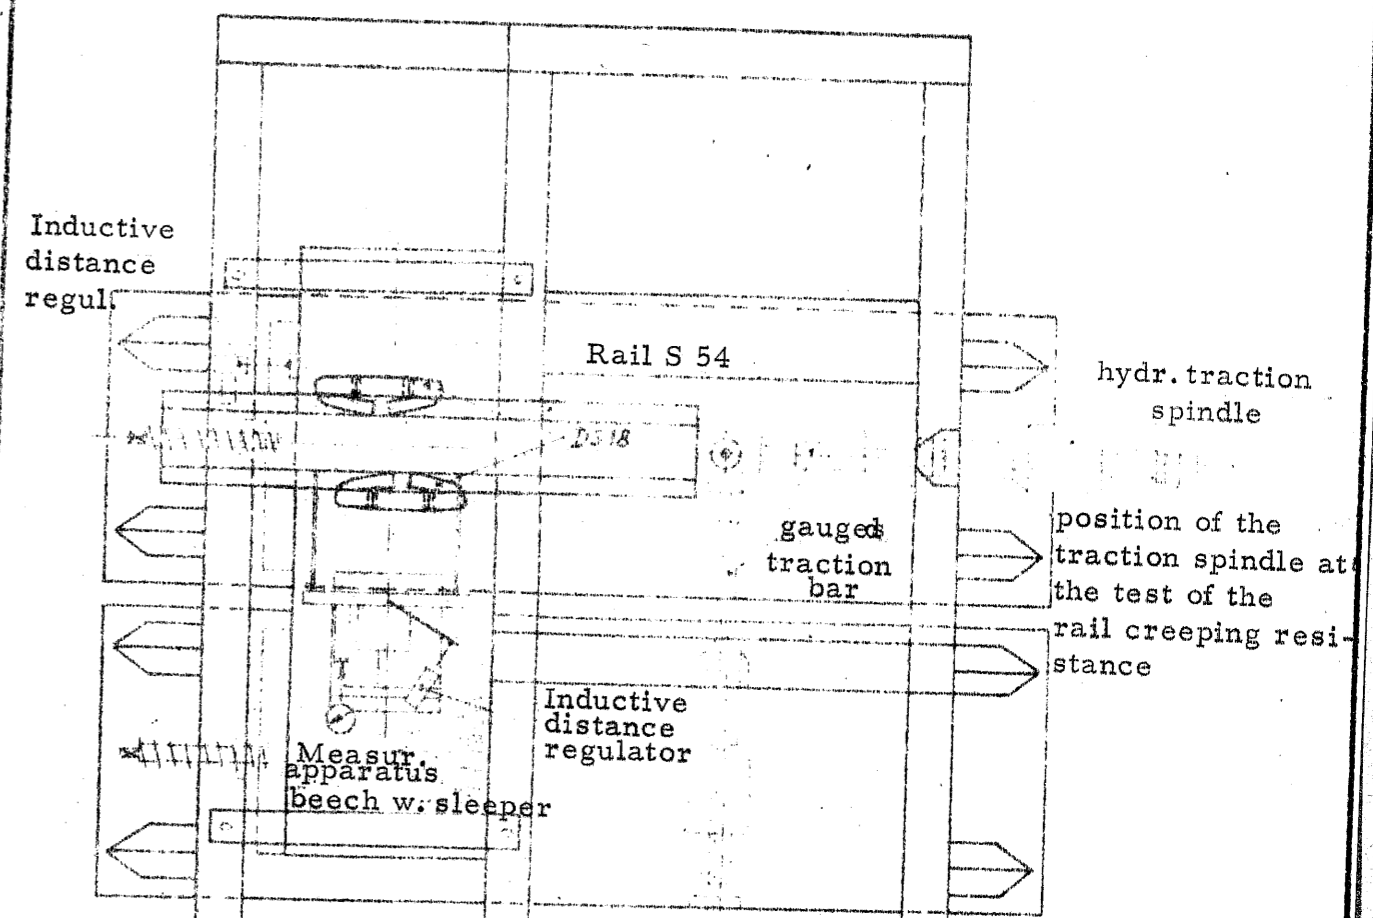 Inductive
distance
regul.
Rail S 54
hydr. traction
spindle
gauged
traction
bar
position of the
traction spindle at
the test of the
rail creeping resi-
stance
Inductive
distance
regulator
Measur.
apparatus
beech w. sleeper